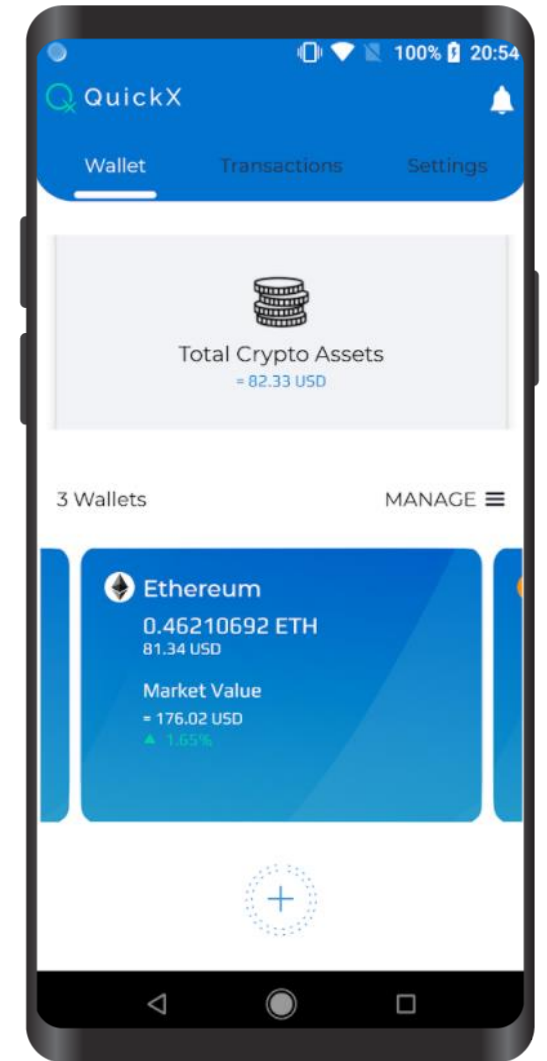 100% 20:54
QuickX
Wallet Transactions Settings
Total Crypto Assets
= 82.33 USD
3 Wallets MANAGE
Ethereum
0.46210692 ETH
81.34 USD
Market Value
= 176.02 USD
▲ 1.65%